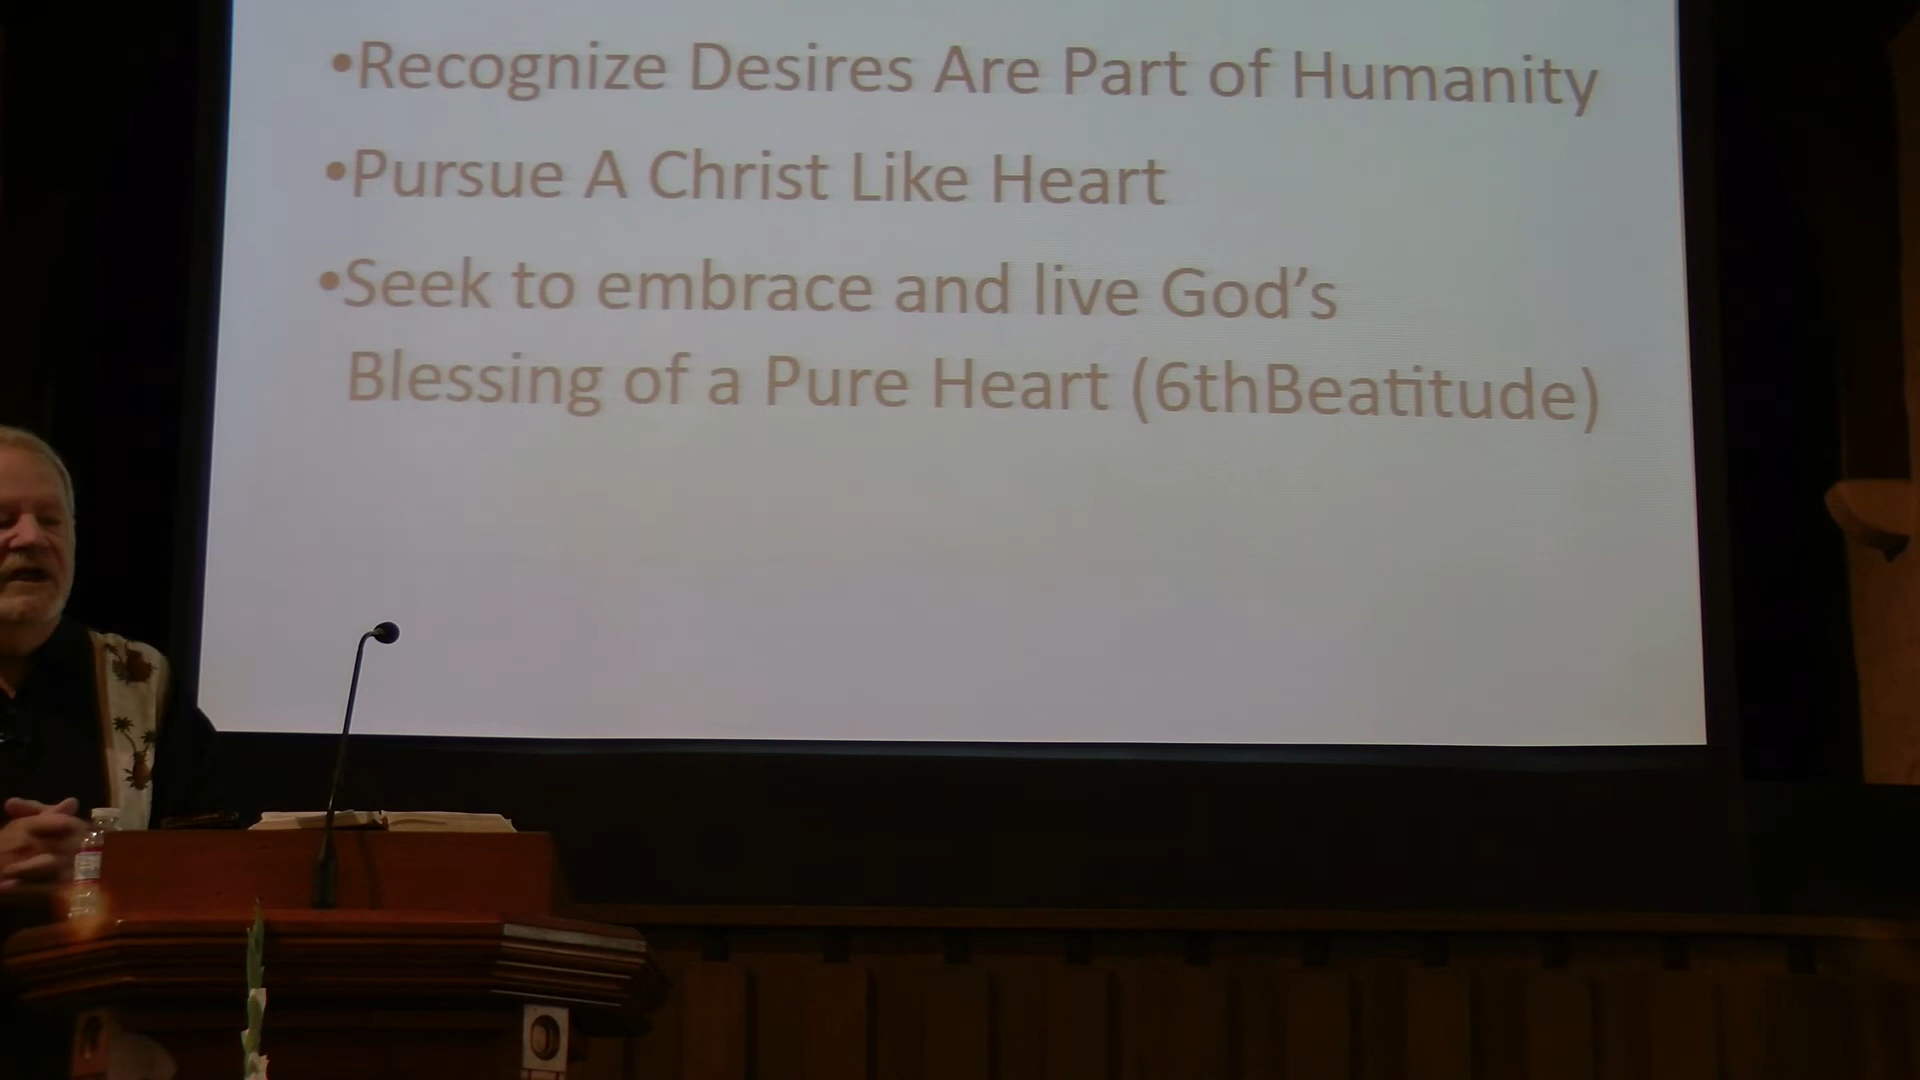 •Recognize Desires Are Part of Humanity
•Pursue A Christ Like Heart
•Seek to embrace and live God’s
Blessing of a Pure Heart (6thBeatitude)